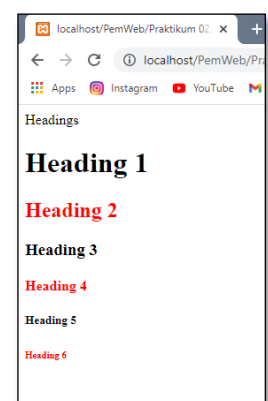 localhost/PemWeb/Praktikum 02
localhost/PemWeb/Pra
Apps Instagram YouTube
Headings
Heading 1
Heading 2
Heading 3
Heading 4
Heading 5
Heading 6